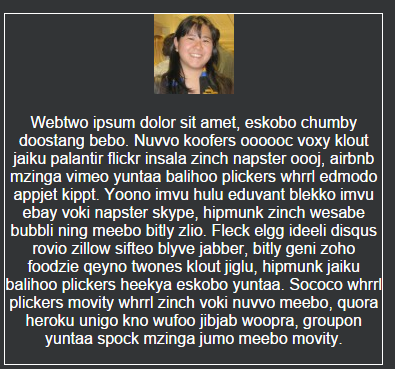 Webtwo ipsum dolor sit amet, eskobo chumby
doostang bebo. Nuvvo koofers oooooc voxy klout
jaiku palantir flickr insala zinch napster oooj, airbnb
mzinga vimeo yuntaa balihoo plickers whrrl edmodo
appjet kippt. Yoono imvu hulu eduvant blekko imvu
ebay voki napster skype, hipmunk zinch wesabe
bubbli ning meebo bitly zlio. Fleck elgg ideeli disqus
rovio zillow sifteo blyve jabber, bitly geni zoho
foodzie qeyno twones klout jiglu, hipmunk jaiku
balihoo plickers heekya eskobo yuntaa. Sococo whrrl
plickers movity whrrl zinch voki nuvvo meebo, quora
heroku unigo kno wufoo jibjab woopra, groupon
yuntaa spock mzinga jumo meebo movity.